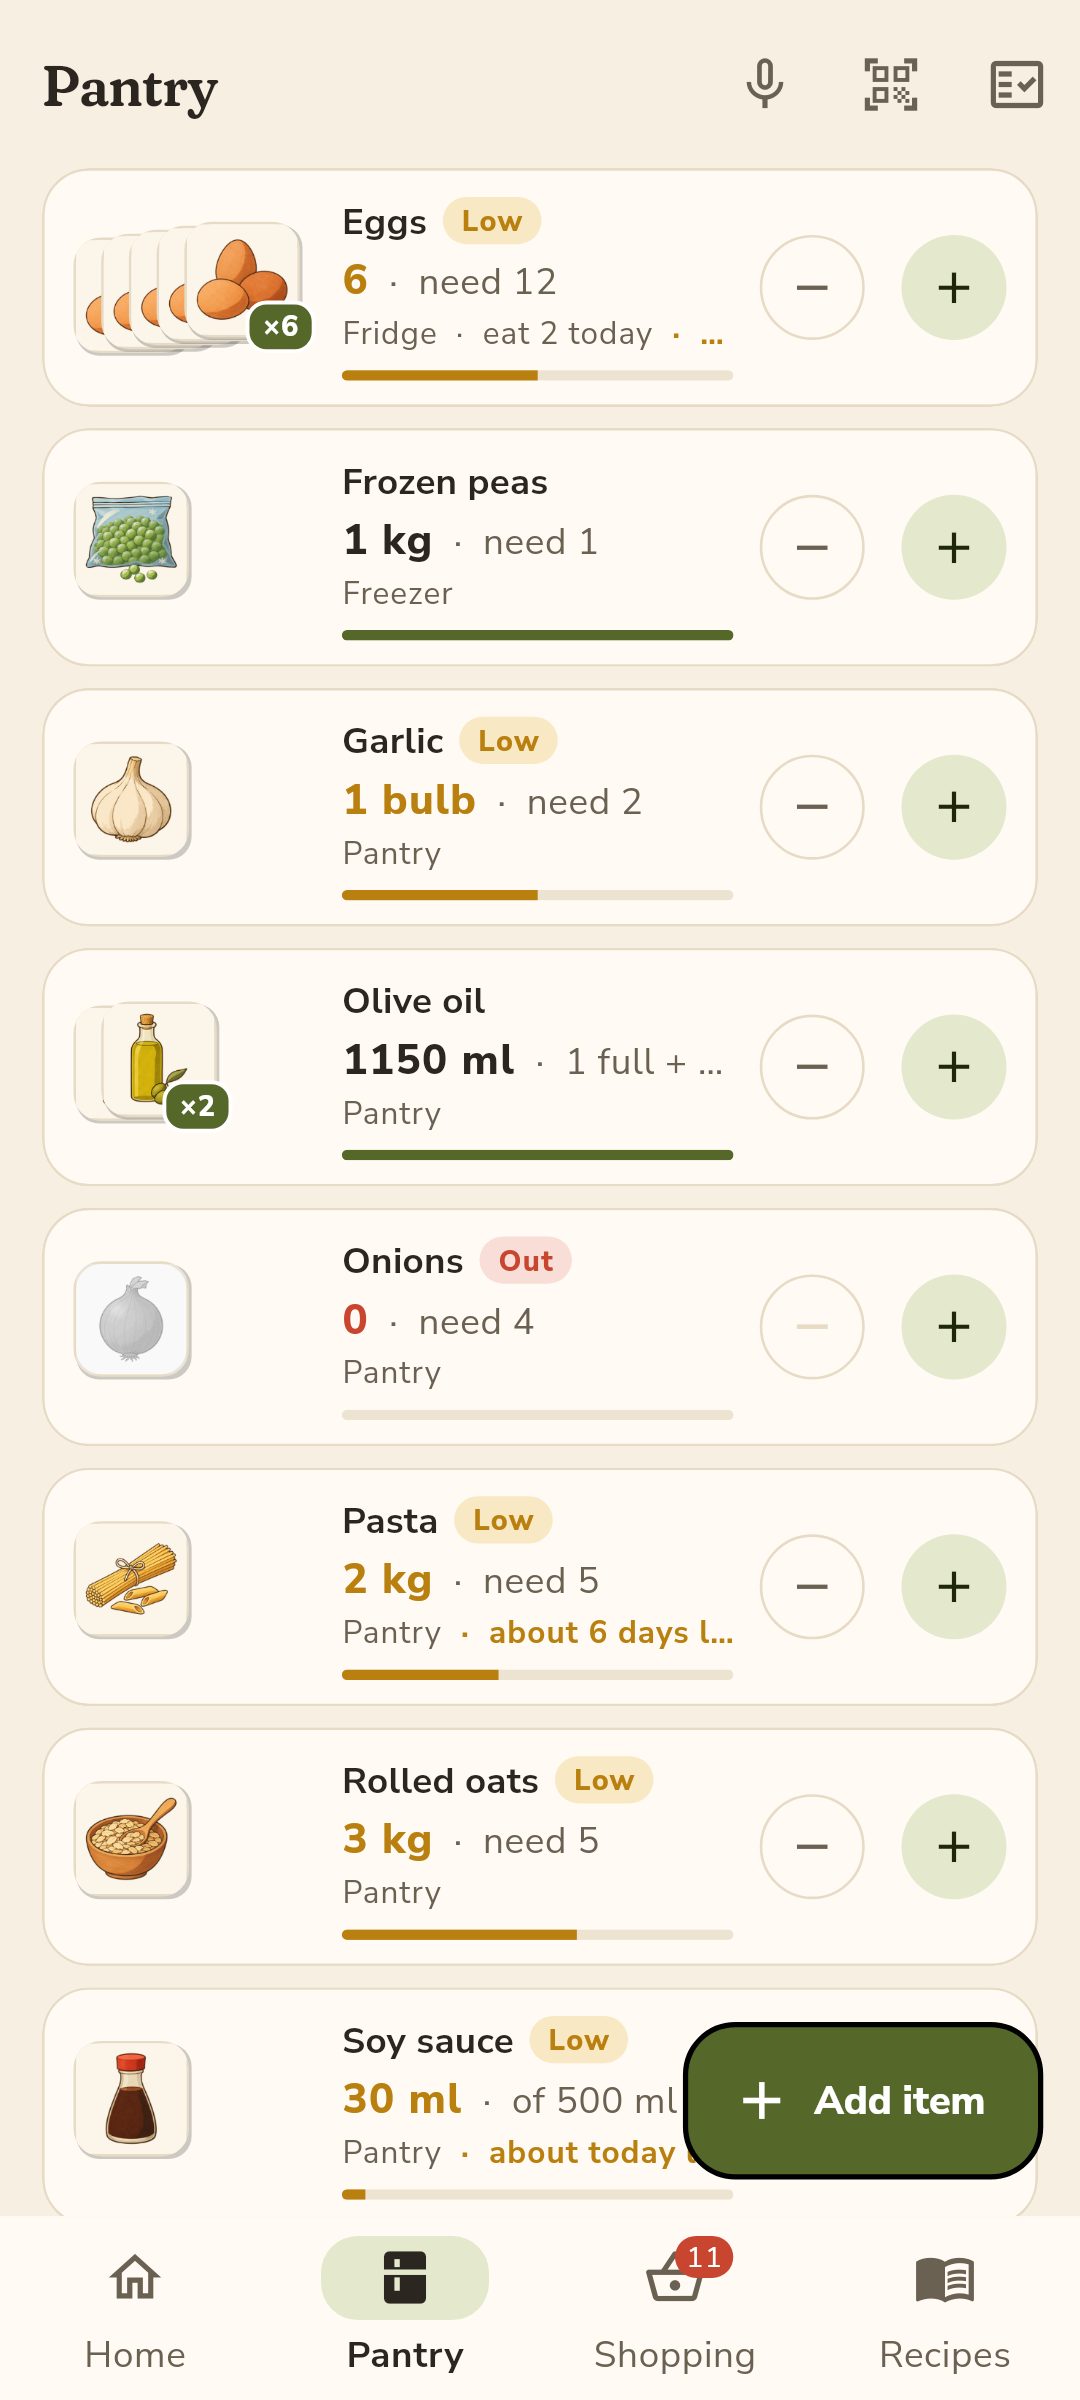 Pantry
Eggs Low
6 · need 12
Fridge · eat 2 today · ...
×6
Frozen peas
1 kg · need 1
Freezer
Garlic Low
1 bulb · need 2
Pantry
Olive oil
1150 ml · 1 full + ...
Pantry
×2
Onions Out
0 · need 4
Pantry
Pasta Low
2 kg · need 5
Pantry · about 6 days l...
Rolled oats Low
3 kg · need 5
Pantry
Soy sauce Low
30 ml · of 500 ml
Pantry · about today
Add item
11
Home Pantry Shopping Recipes